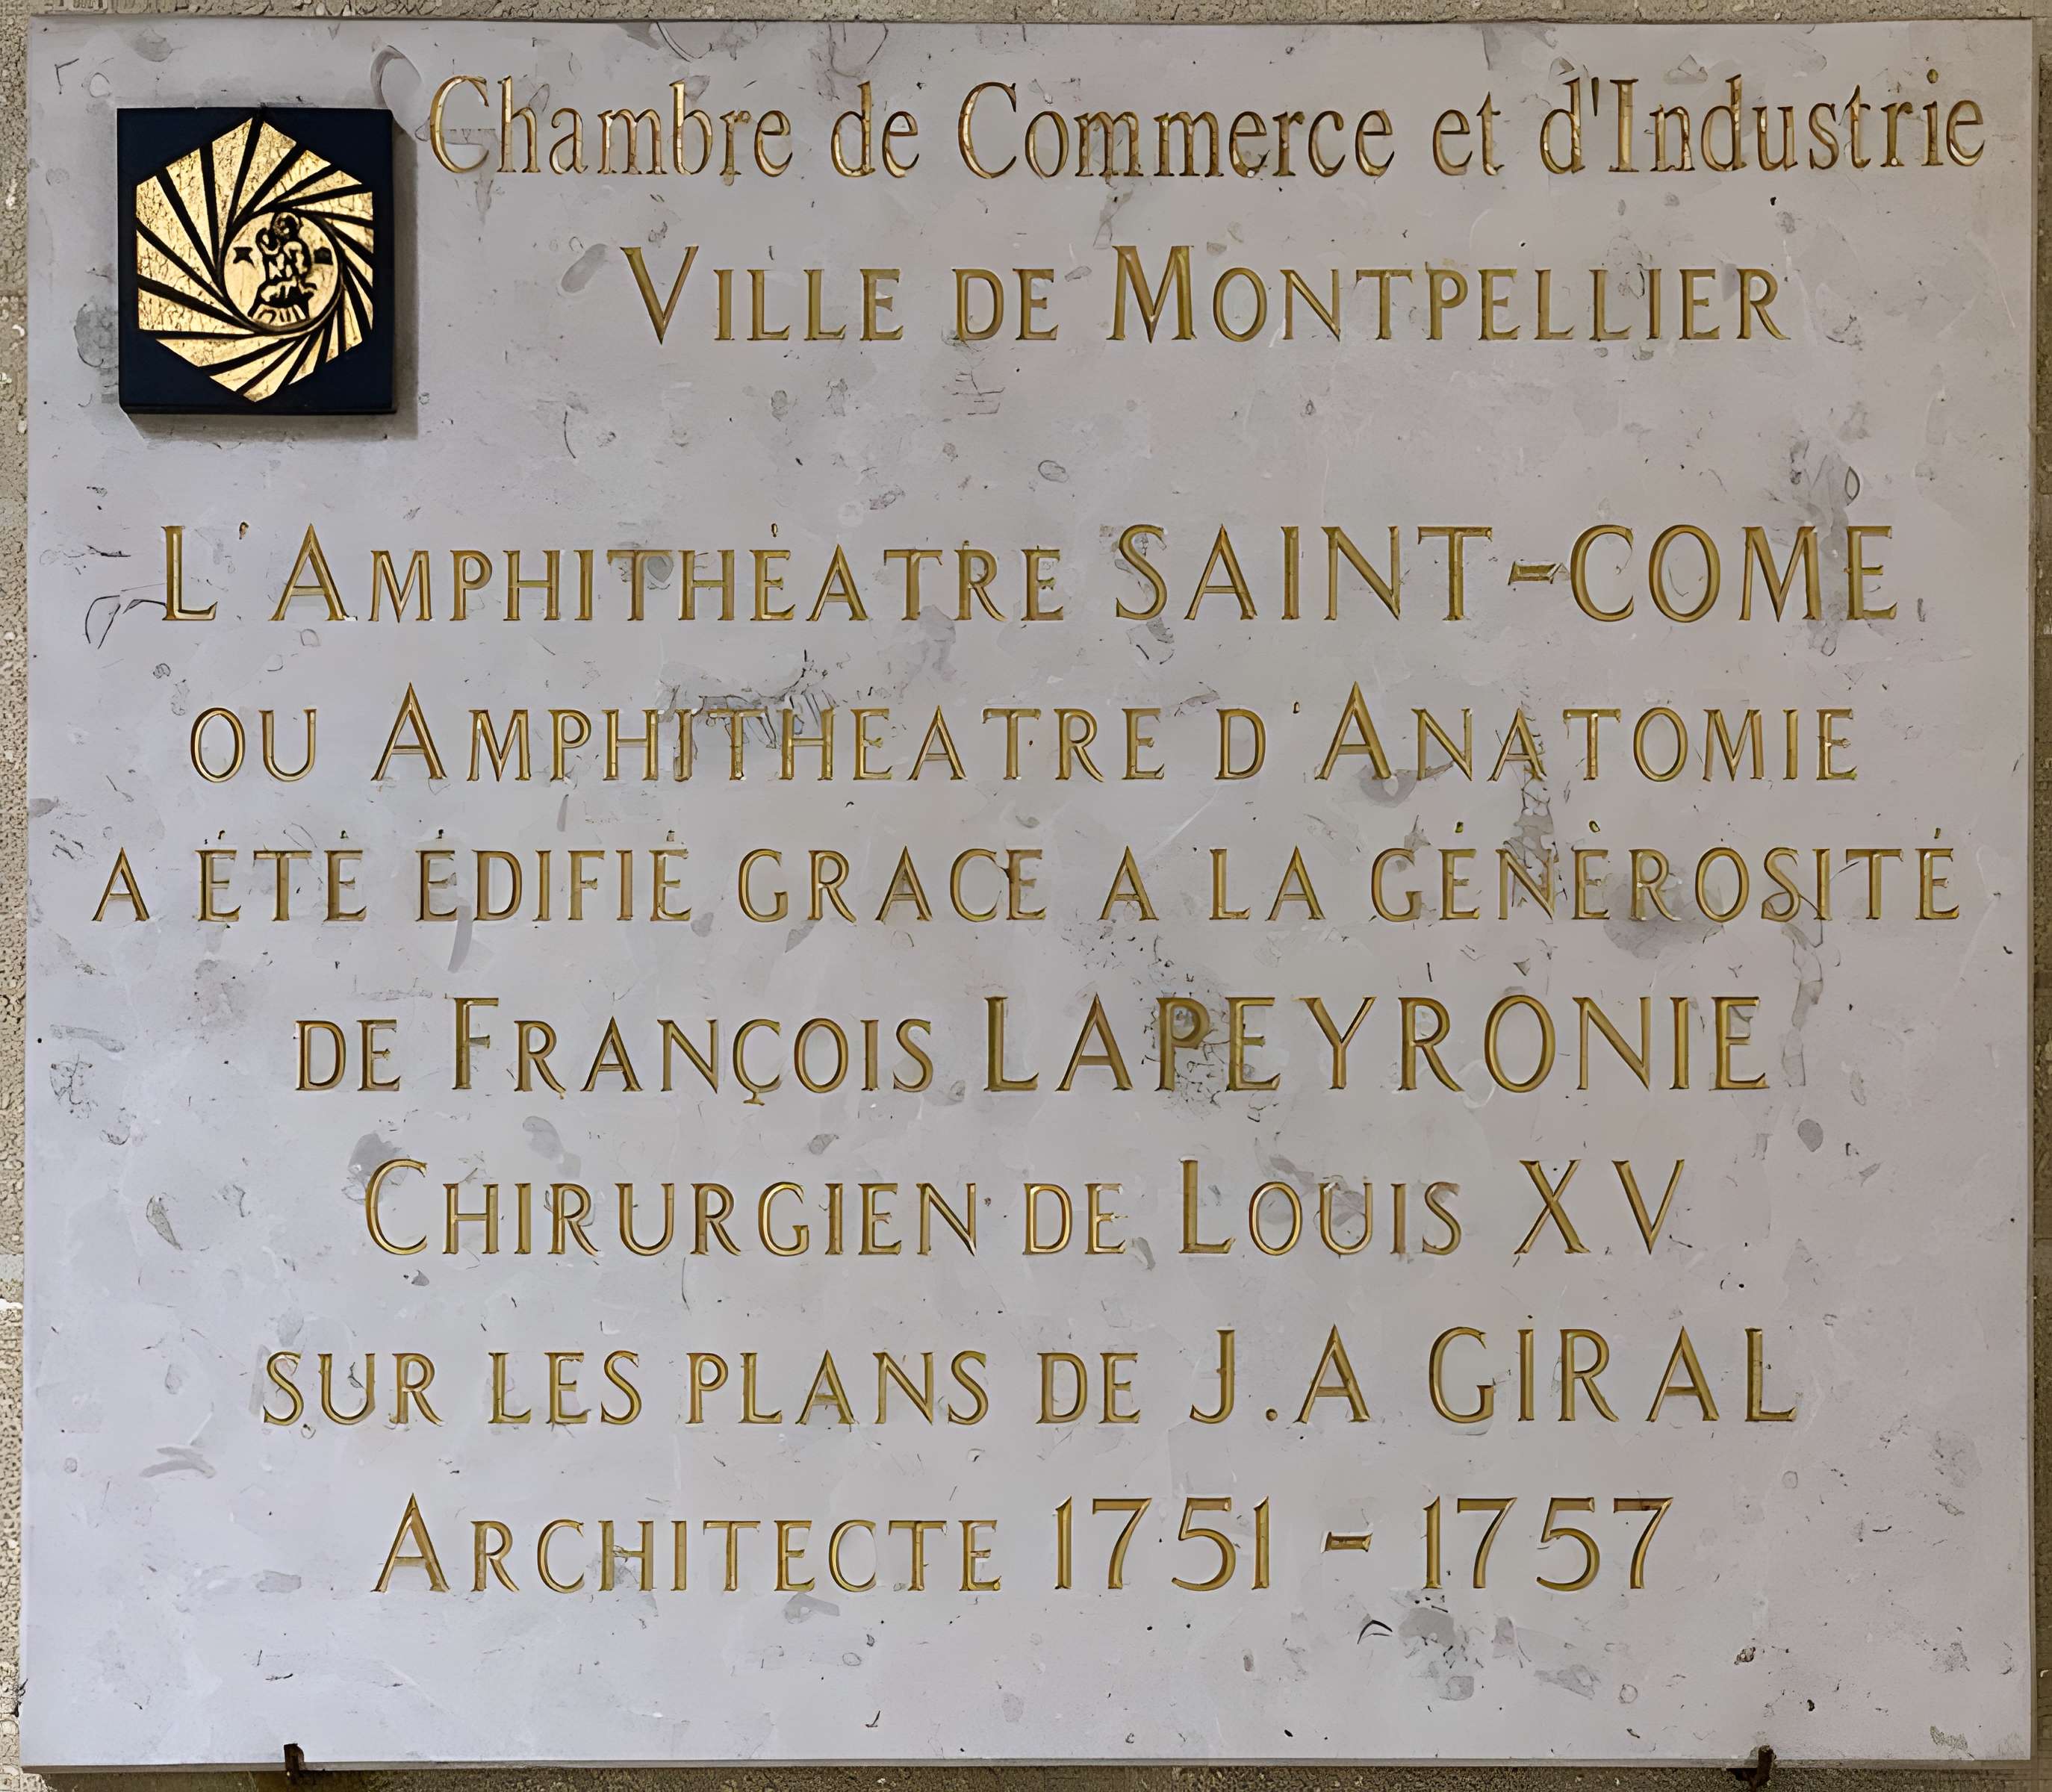 Chambre de Commerce et d'Industrie
VILLE DE MONTPELLIER
L'AMPHITHÉATRE SAINT-COME
OU AMPHITHEATRE D'ANATOMIE
A ÉTÉ ÉDIFIÉ GRACE A LA GÉNÉROSITÉ
DE FRANÇOIS LAPEYRONIE
CHIRURGIEN DE LOUIS XV
SUR LES PLANS DE J.A GIRAL
ARCHITECTE 1751 - 1757